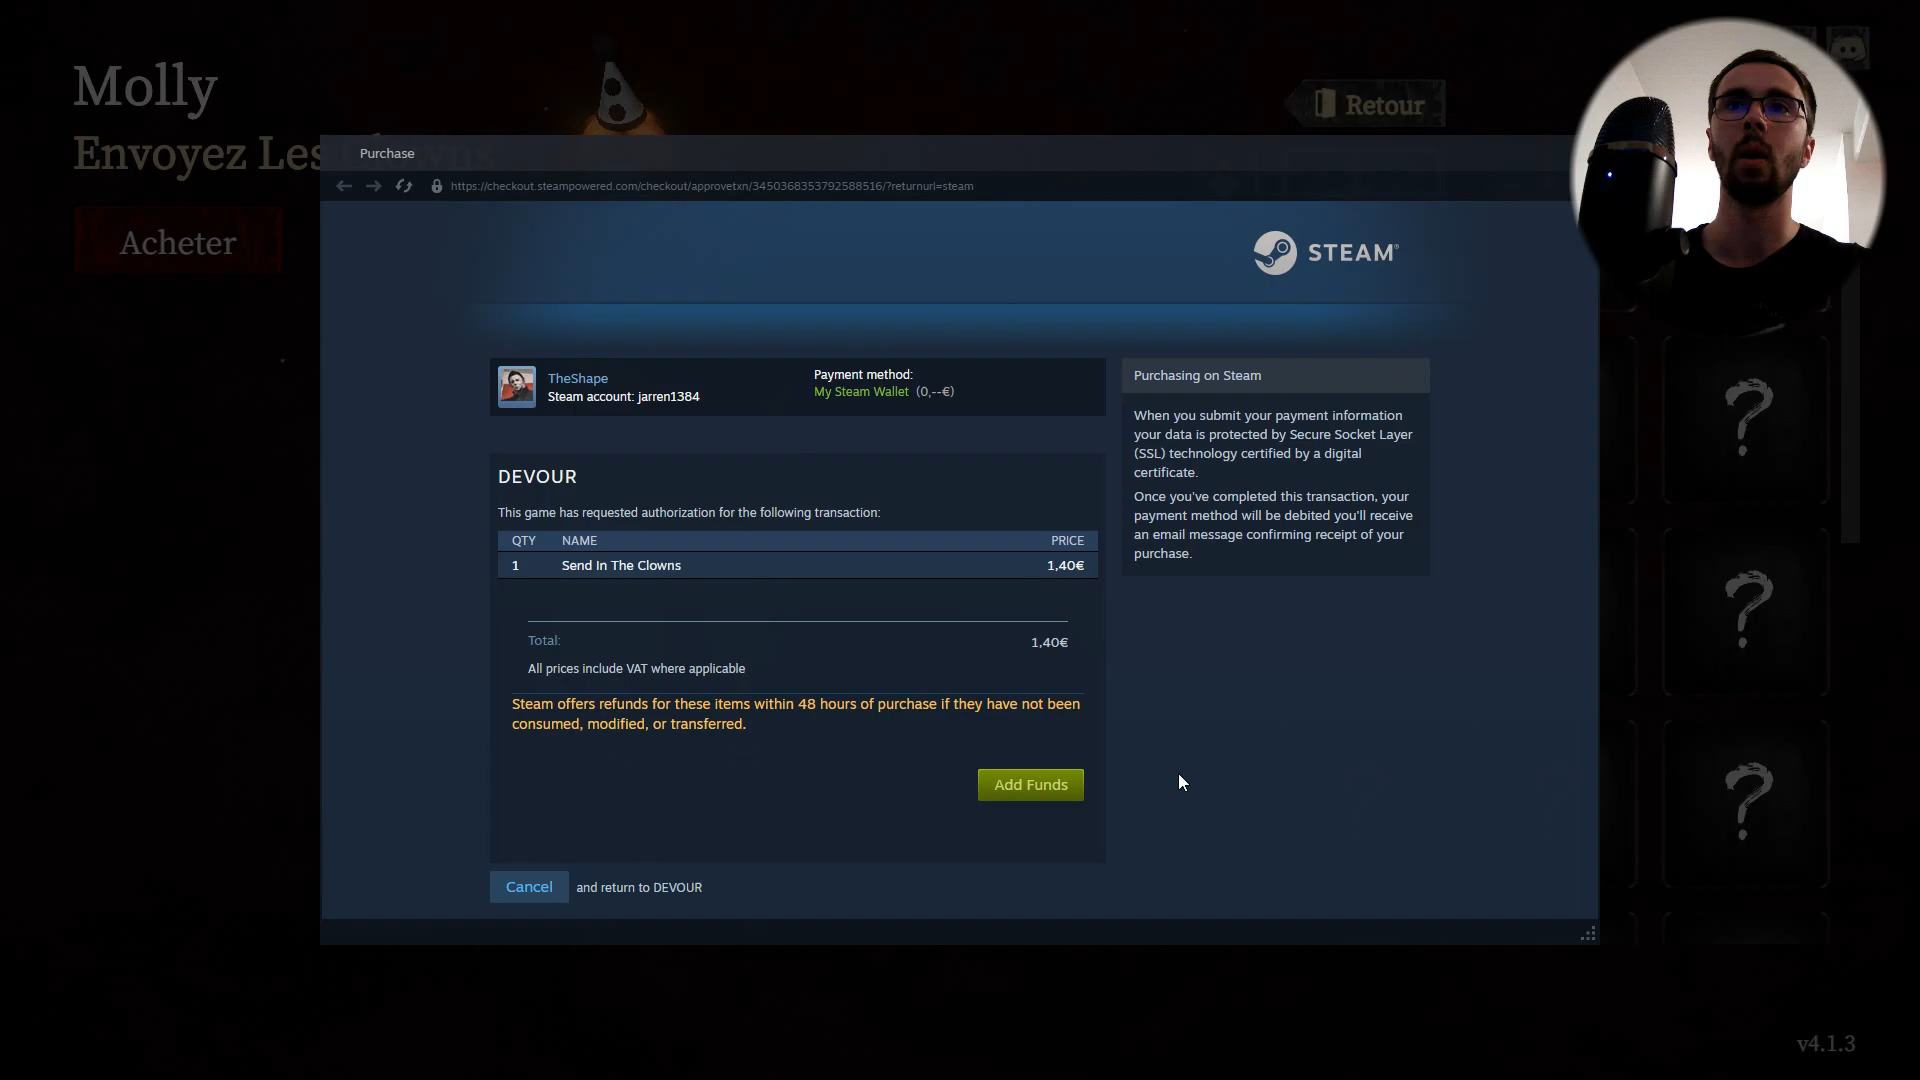 Molly
Envoyez Les
Acheter
Retour
Purchase
https://checkout.steampowered.com/checkout/approvetxn/3450368353792588516/?returnurl=steam
STEAM®
TheShape
Steam account: jarren1384
Payment method:
My Steam Wallet (0,--€)
DEVOUR
This game has requested authorization for the following transaction:
QTY NAME PRICE
1 Send In The Clowns 1,40€
Total: 1,40€
All prices include VAT where applicable
Steam offers refunds for these items within 48 hours of purchase if they have not been
consumed, modified, or transferred.
Add Funds
Cancel and return to DEVOUR
Purchasing on Steam
When you submit your payment information
your data is protected by Secure Socket Layer
(SSL) technology certified by a digital
certificate.
Once you've completed this transaction, your
payment method will be debited you'll receive
an email message confirming receipt of your
purchase.
?
?
?
v4.1.3